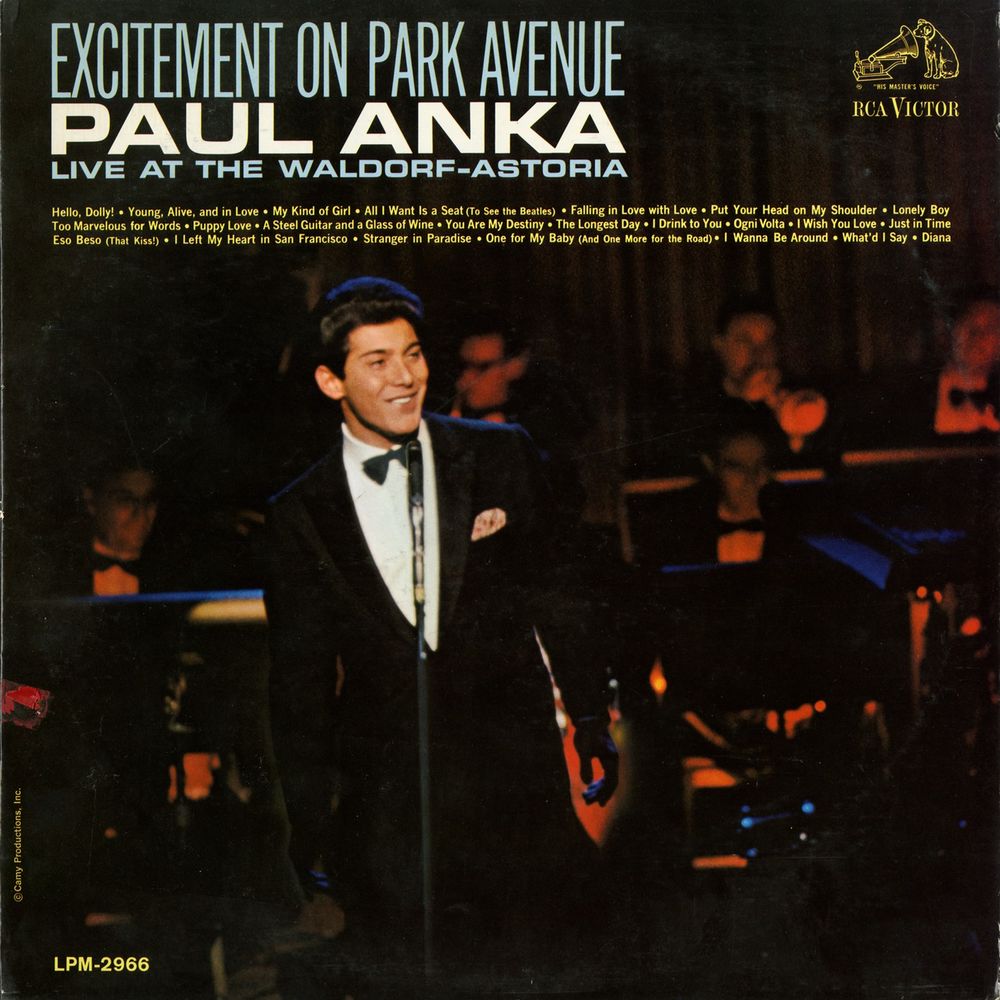 EXCITEMENT ON PARK AVENUE
PAUL ANKA
LIVE AT THE WALDORF-ASTORIA
"HIS MASTER'S VOICE"
RCA VICTOR
Hello, Dolly! • Young, Alive, and in Love • My Kind of Girl • All I Want Is a Seat (To See the Beatles) • Falling in Love with Love • Put Your Head on My Shoulder • Lonely Boy
Too Marvelous for Words • Puppy Love • A Steel Guitar and a Glass of Wine • You Are My Destiny • The Longest Day • I Drink to You • Ogni Volta • I Wish You Love • Just in Time
Eso Beso (That Kiss!) • I Left My Heart in San Francisco • Stranger in Paradise • One for My Baby (And One More for the Road) • I Wanna Be Around • What'd I Say • Diana
© Camy Productions, Inc.
LPM-2966